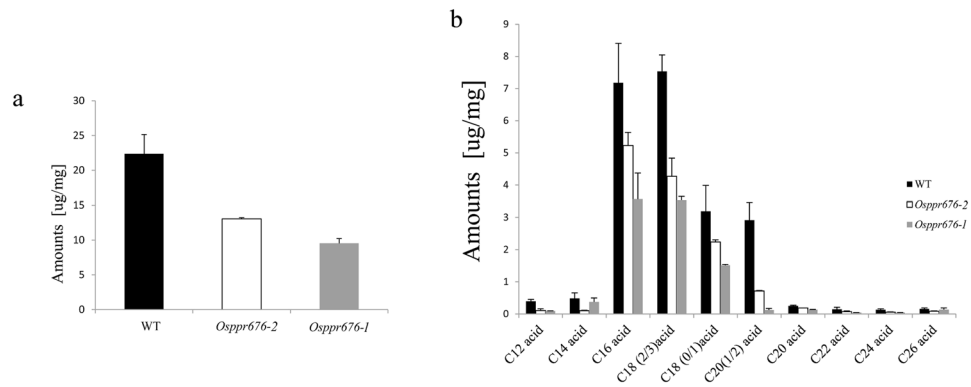 a
Amounts [ug/mg]
30
25
20
15
10
5
0
WT
Osppr676-2
Osppr676-1
b
Amounts [ug/mg]
9
8
7
6
5
4
3
2
1
0
C12 acid
C14 acid
C16 acid
C18 (2/3)acid
C18 (0/1)acid
C20(1/2) acid
C20 acid
C22 acid
C24 acid
C26 acid
WT
Osppr676-2
Osppr676-1